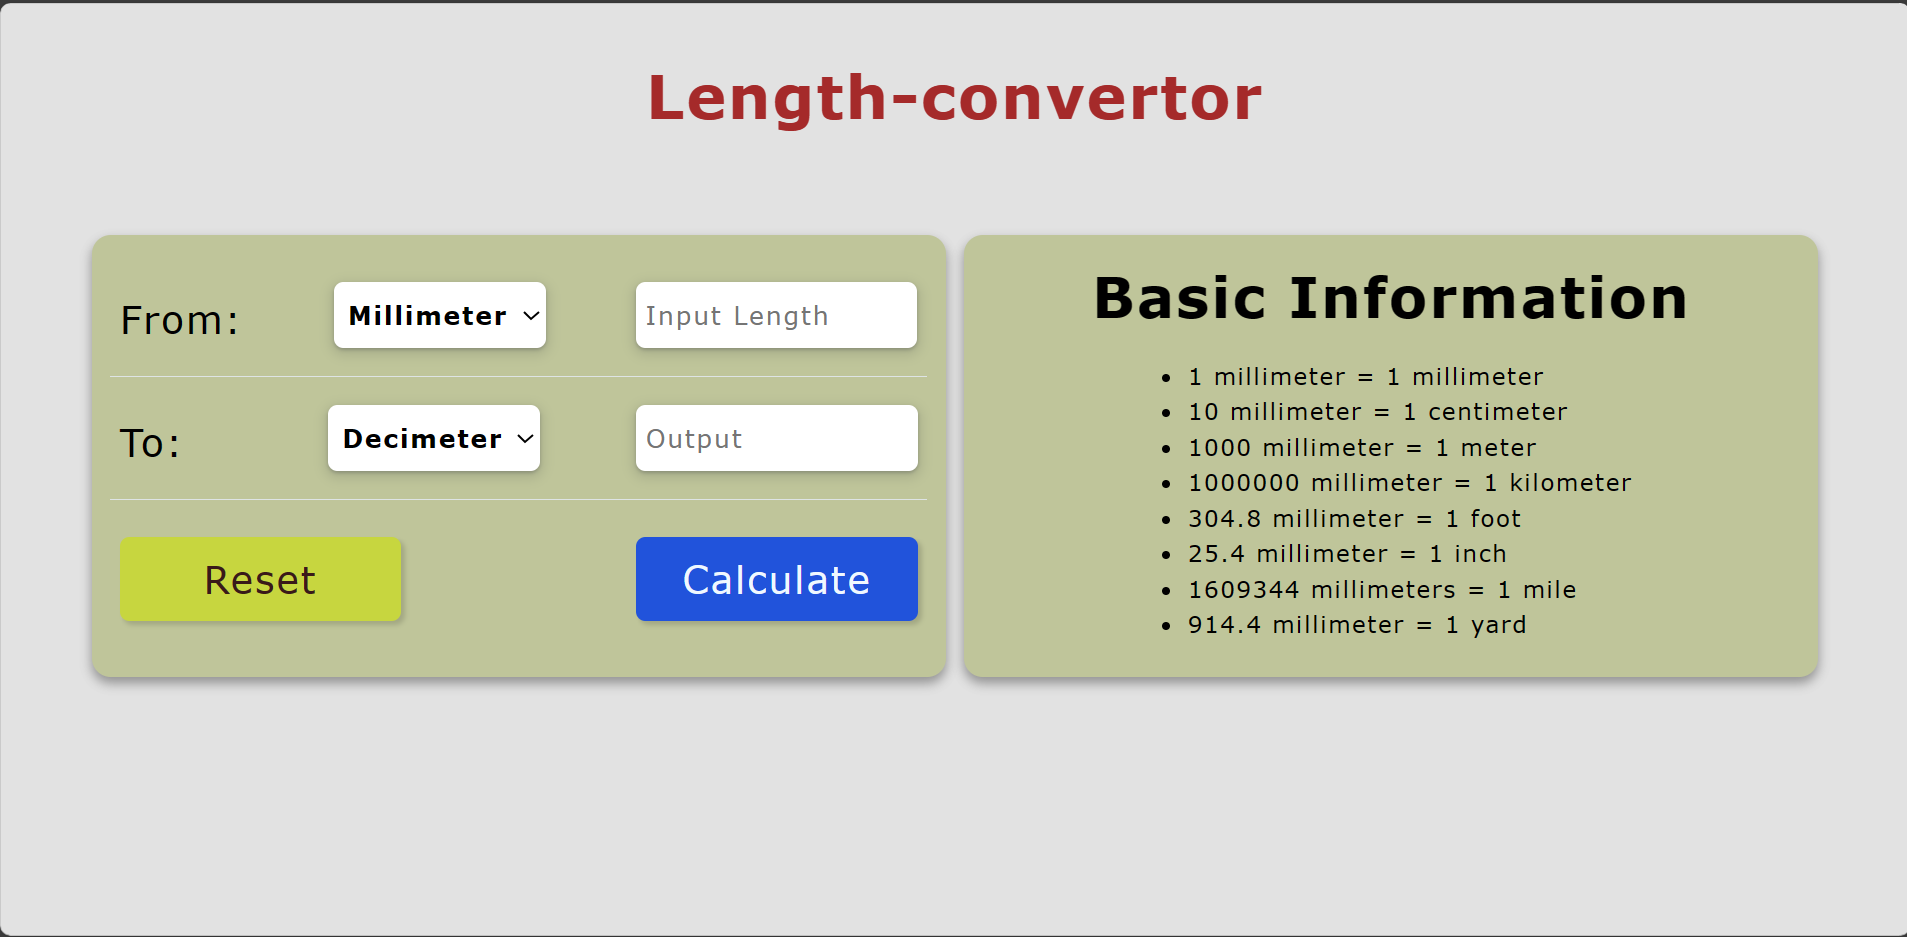 Length-convertor
From:
Millimeter
Input Length
To:
Decimeter
Output
Reset
Calculate
Basic Information
1 millimeter = 1 millimeter
10 millimeter = 1 centimeter
1000 millimeter = 1 meter
1000000 millimeter = 1 kilometer
304.8 millimeter = 1 foot
25.4 millimeter = 1 inch
1609344 millimeters = 1 mile
914.4 millimeter = 1 yard